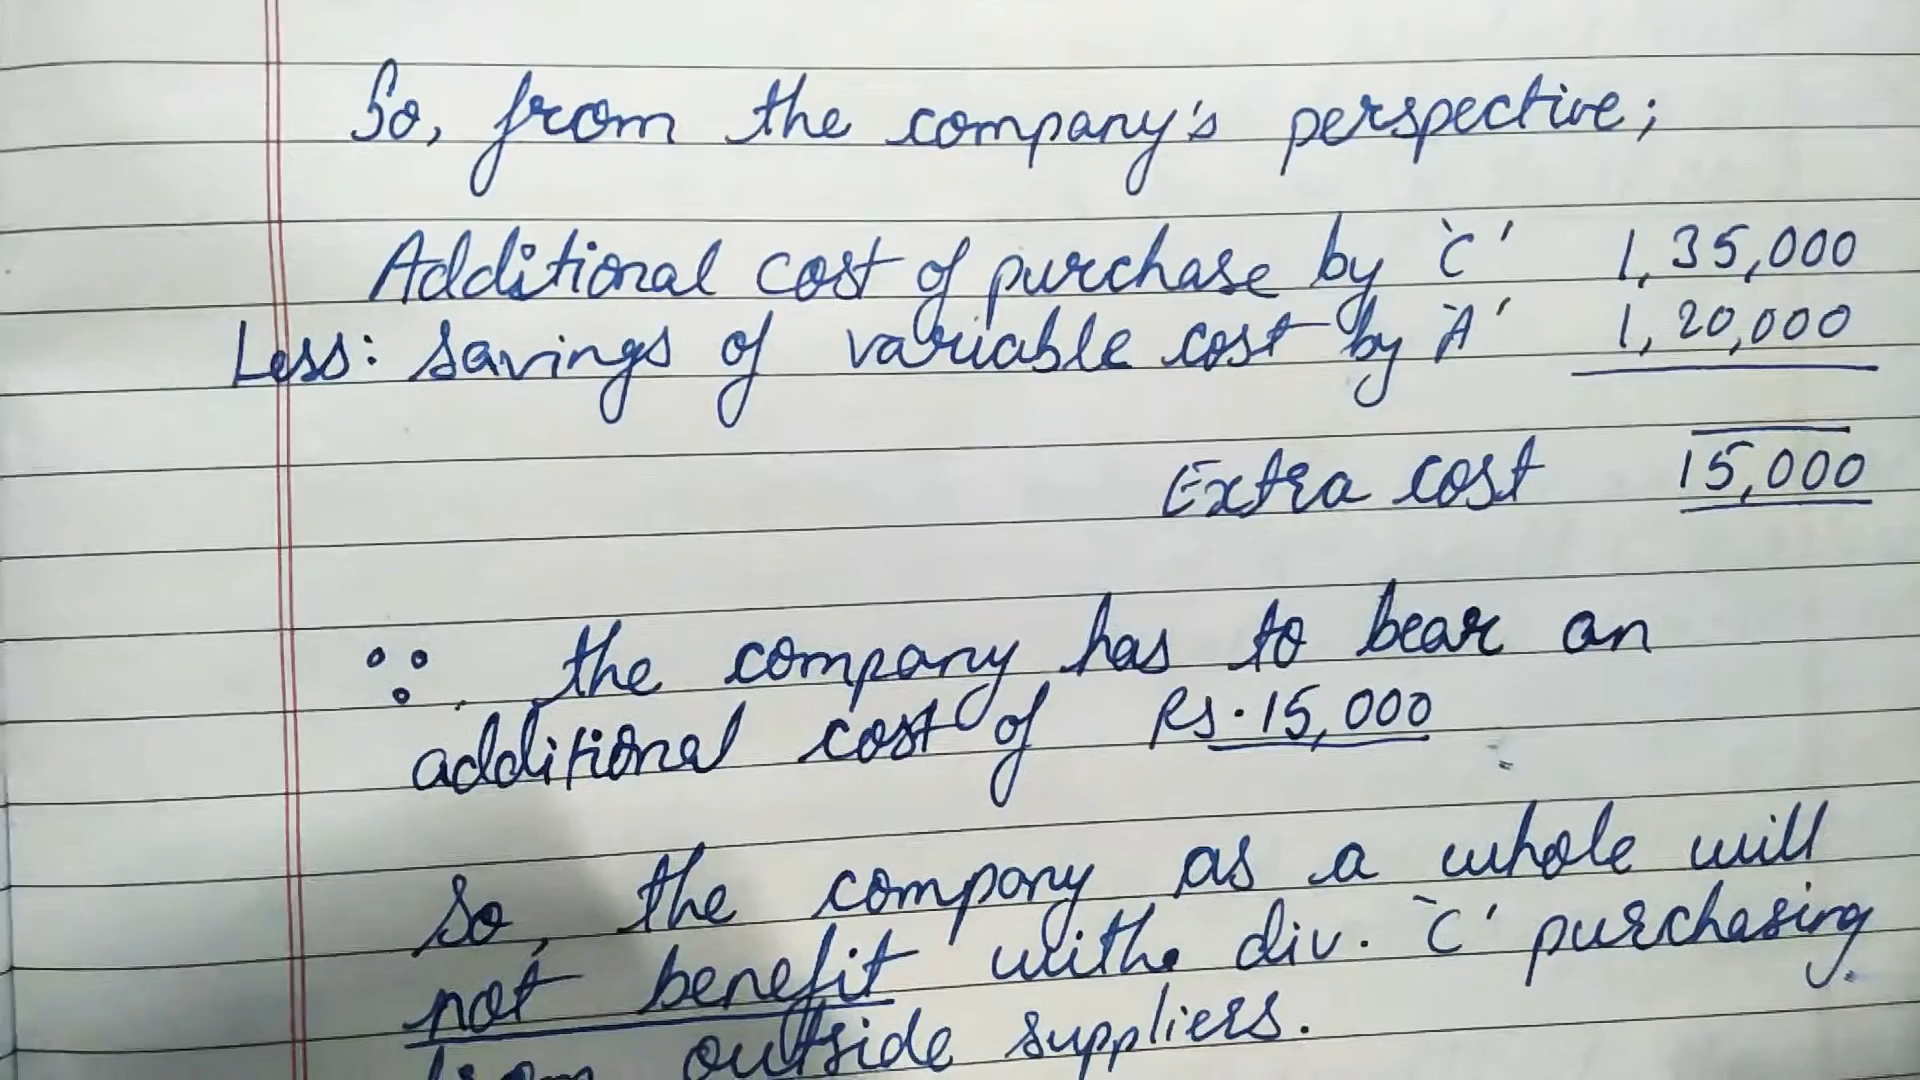 So, from the company's perspective;
Additional cost of purchase by 'C' 1,35,000
Less: Savings of variable cost by 'A' 1,20,000
Extra cost 15,000
∵, the company has to bear an
additional cost of Rs. 15,000
So, the company as a whole will
not benefit withe div. 'C' purchasing
from outside suppliers.